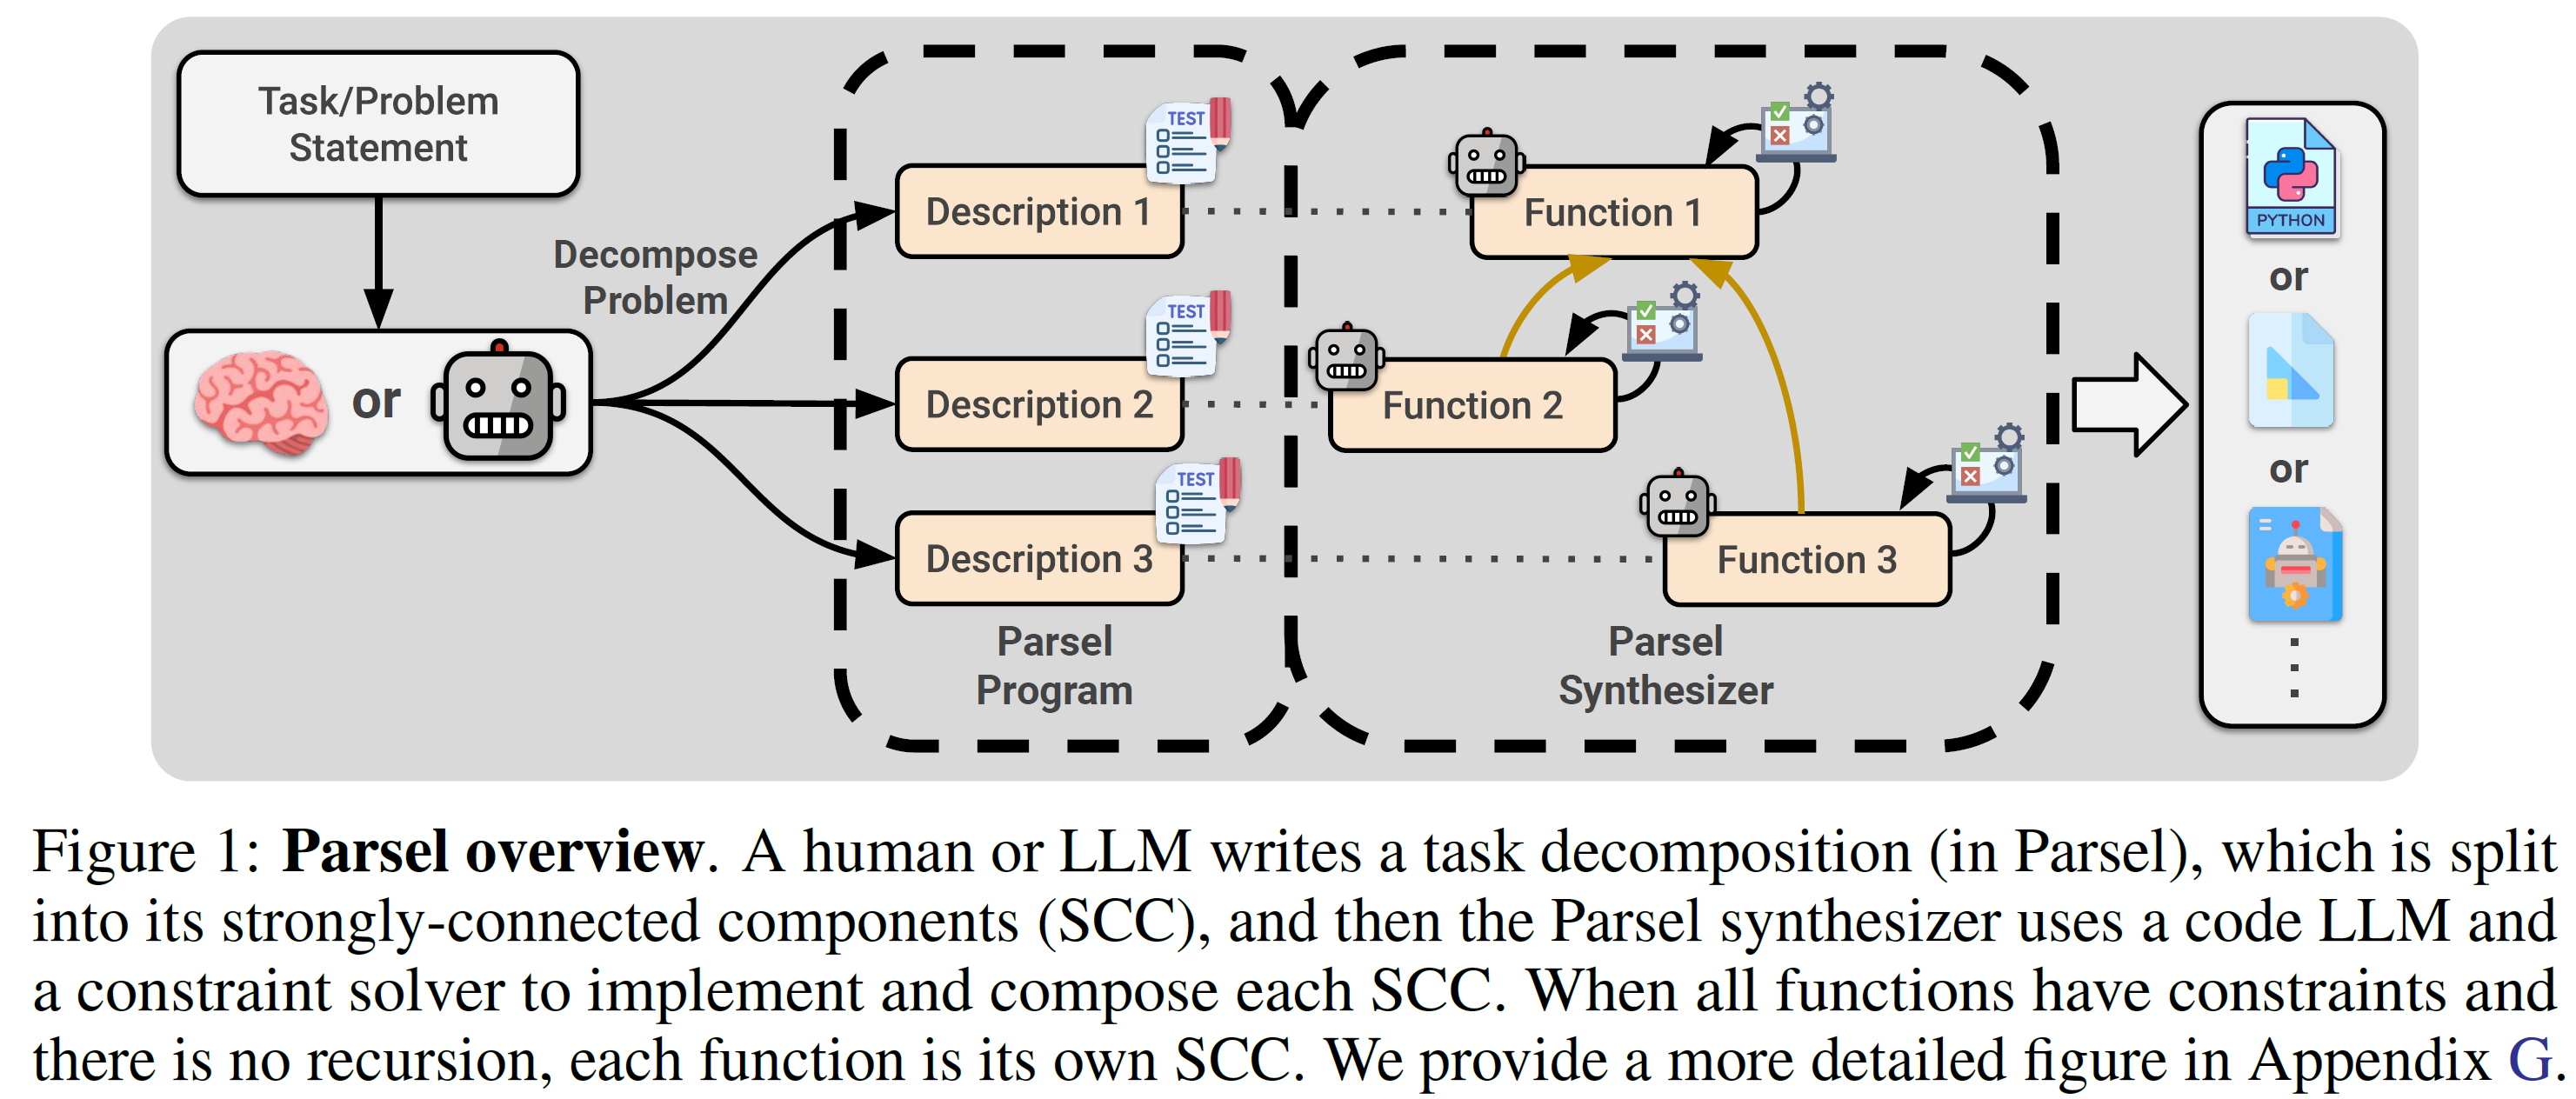 Task/Problem
Statement
or
Decompose
Problem
TEST
Description 1
TEST
Description 2
TEST
Description 3
Parsel
Program
Function 1
Function 2
Function 3
Parsel
Synthesizer
PYTHON
or
or
Figure 1: Parsel overview. A human or LLM writes a task decomposition (in Parsel), which is split
into its strongly-connected components (SCC), and then the Parsel synthesizer uses a code LLM and
a constraint solver to implement and compose each SCC. When all functions have constraints and
there is no recursion, each function is its own SCC. We provide a more detailed figure in Appendix G.